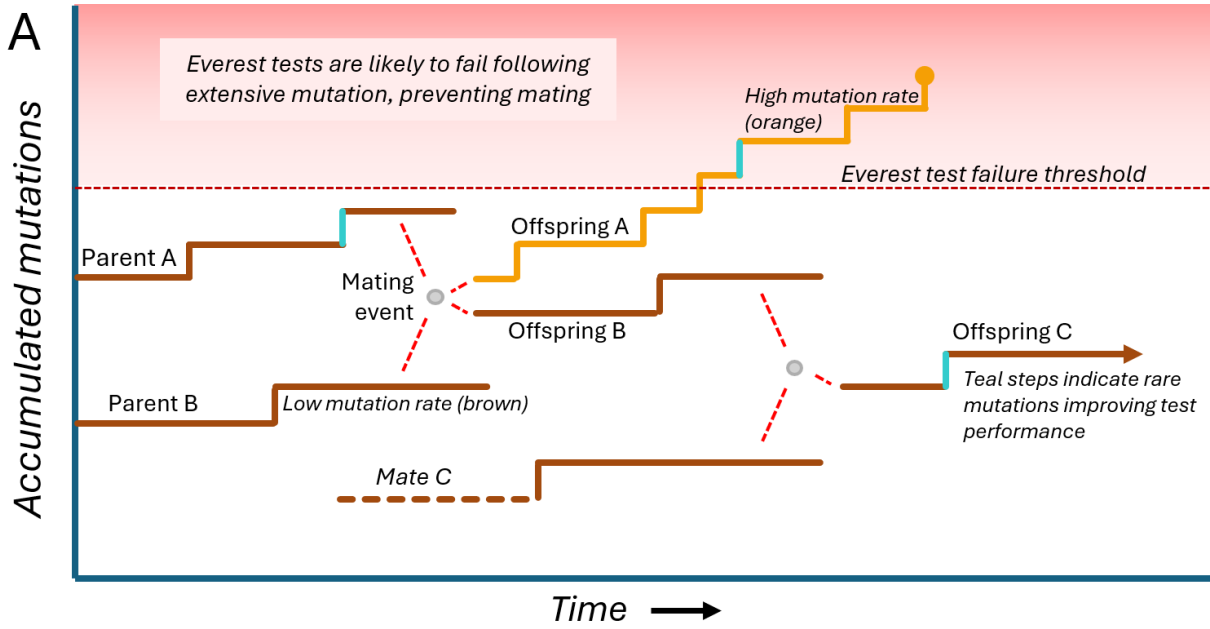 A
Everest tests are likely to fail following
extensive mutation, preventing mating
High mutation rate
(orange)
Everest test failure threshold
Parent A
Offspring A
Mating
event
Offspring B
Offspring C
Parent B
Low mutation rate (brown)
Teal steps indicate rare
mutations improving test
performance
Mate C
Accumulated mutations
Time